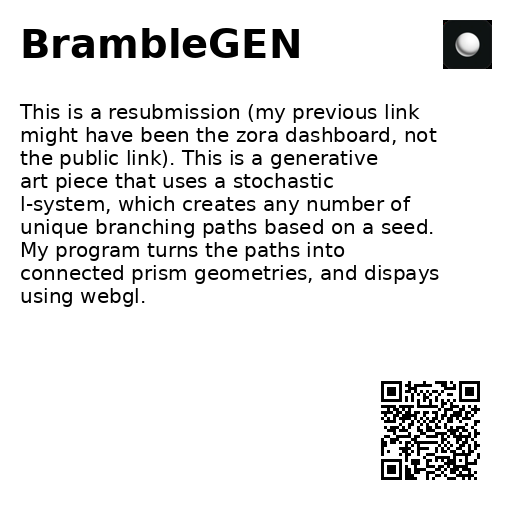 BrambleGEN
This is a resubmission (my previous link
might have been the zora dashboard, not
the public link). This is a generative
art piece that uses a stochastic
l-system, which creates any number of
unique branching paths based on a seed.
My program turns the paths into
connected prism geometries, and dispays
using webgl.